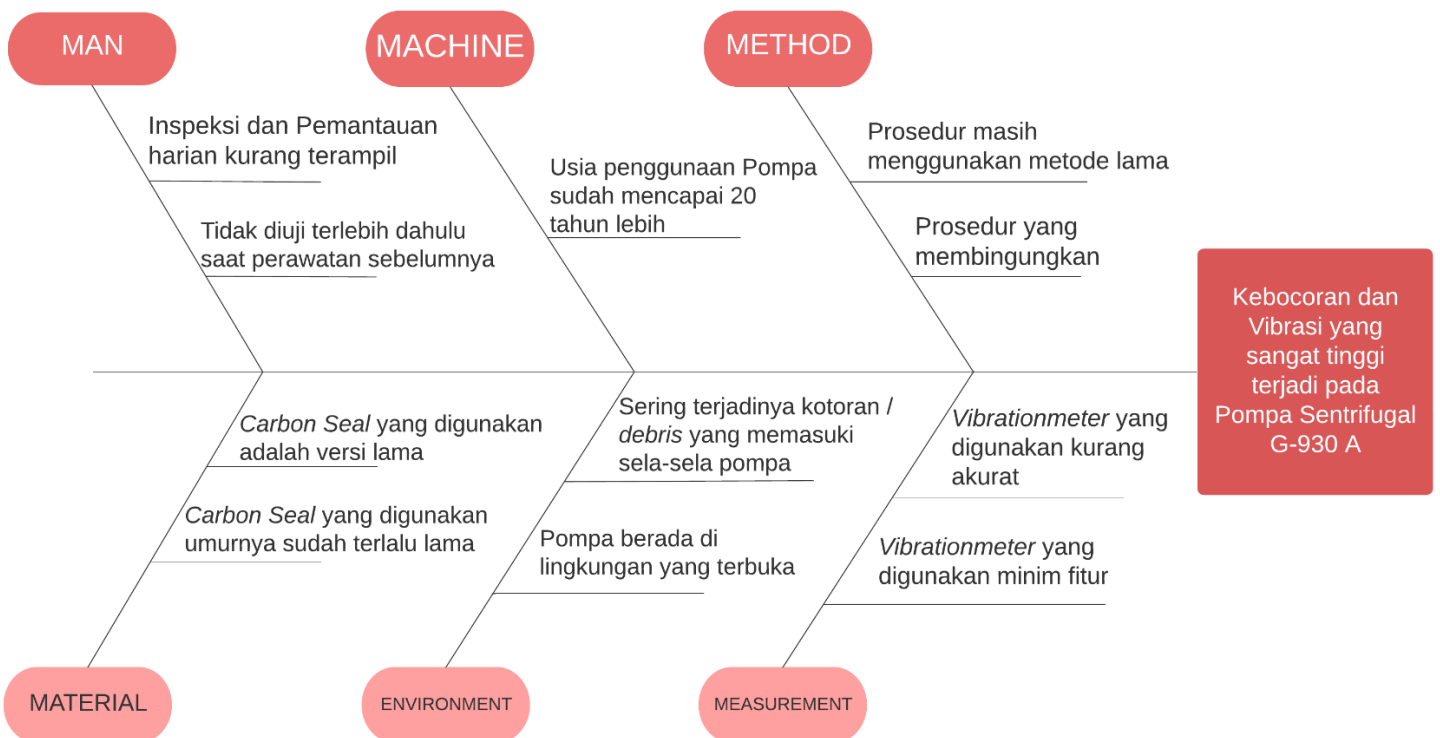 MAN
MACHINE
METHOD
Inspeksi dan Pemantauan
harian kurang terampil
Tidak diuji terlebih dahulu
saat perawatan sebelumnya
Usia penggunaan Pompa
sudah mencapai 20
tahun lebih
Prosedur masih
menggunakan metode lama
Prosedur yang
membingungkan
Kebocoran dan
Vibrasi yang
sangat tinggi
terjadi pada
Pompa Sentrifugal
G-930 A
Carbon Seal yang digunakan
adalah versi lama
Carbon Seal yang digunakan
umurnya sudah terlalu lama
Sering terjadinya kotoran /
debris yang memasuki
sela-sela pompa
Pompa berada di
lingkungan yang terbuka
Vibrationmeter yang
digunakan kurang
akurat
Vibrationmeter yang
digunakan minim fitur
MATERIAL
ENVIRONMENT
MEASUREMENT